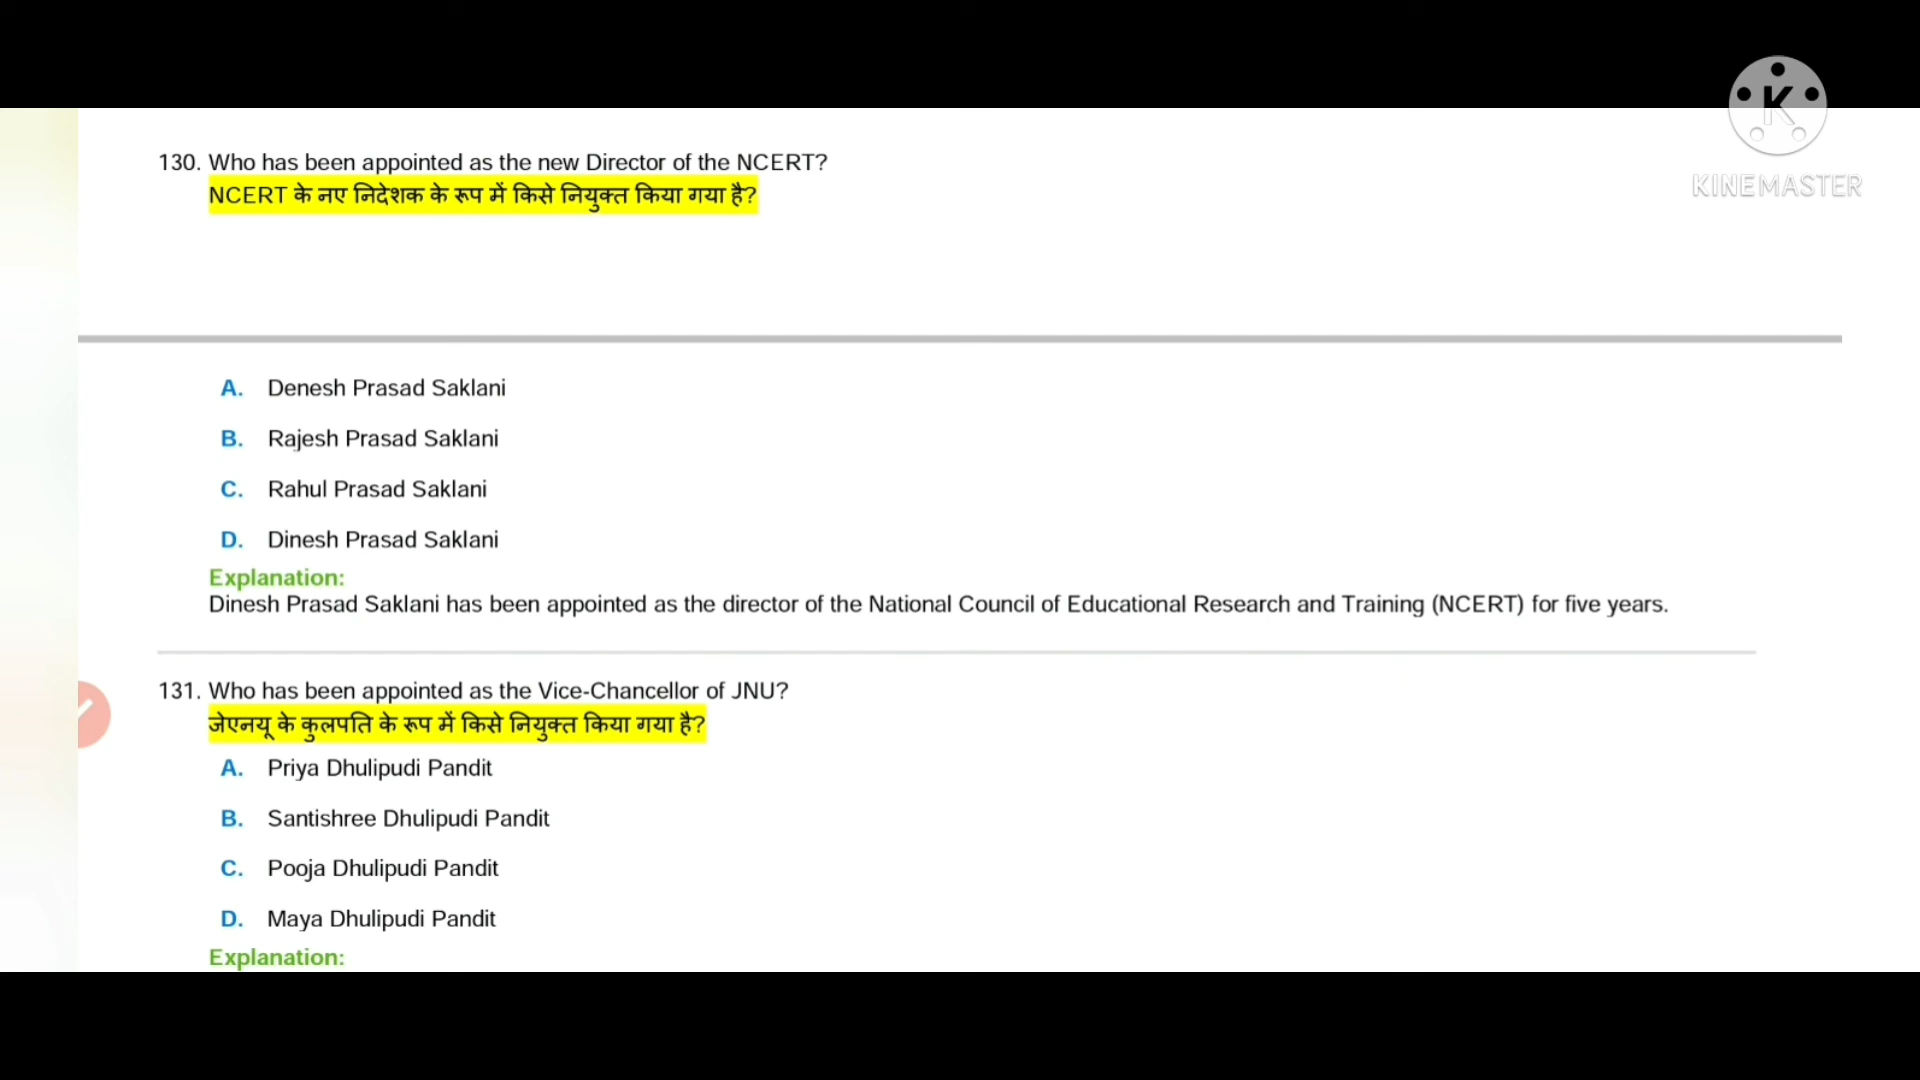 K
KINEMASTER
130. Who has been appointed as the new Director of the NCERT?
NCERT के नए निदेशक के रूप में किसे नियुक्त किया गया है?
A. Denesh Prasad Saklani
B. Rajesh Prasad Saklani
C. Rahul Prasad Saklani
D. Dinesh Prasad Saklani
Explanation:
Dinesh Prasad Saklani has been appointed as the director of the National Council of Educational Research and Training (NCERT) for five years.
131. Who has been appointed as the Vice-Chancellor of JNU?
जेएनयू के कुलपति के रूप में किसे नियुक्त किया गया है?
A. Priya Dhulipudi Pandit
B. Santishree Dhulipudi Pandit
C. Pooja Dhulipudi Pandit
D. Maya Dhulipudi Pandit
Explanation: